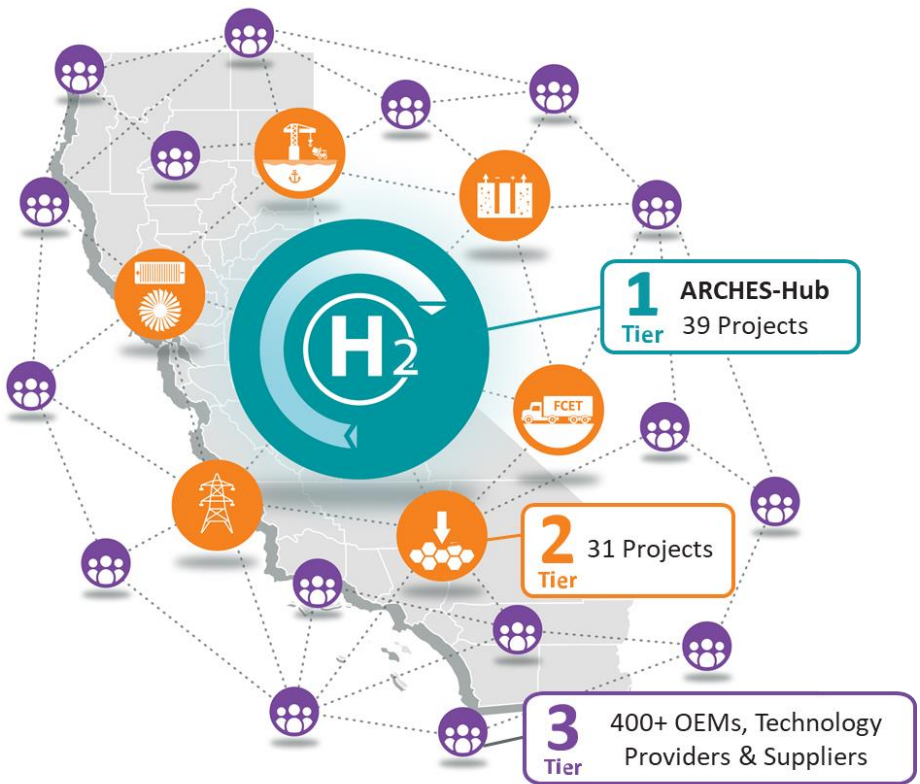 H2
1 ARCHES-Hub
Tier 39 Projects
FCET
2 31 Projects
Tier
3 400+ OEMs, Technology
Tier Providers & Suppliers